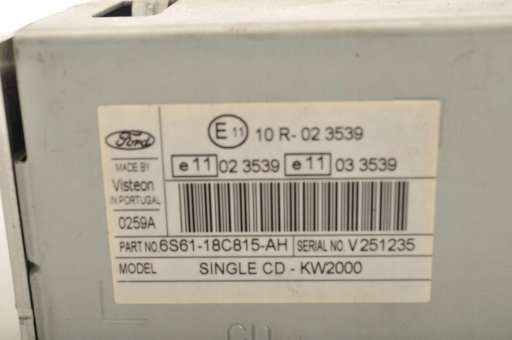 Ford
E 11 10 R- 02 3539
e 11 02 3539 e 11 03 3539
MADE BY
Visteon
IN PORTUGAL
0259A
PART NO. 6S61-18C815-AH SERIAL NO. V 251235
MODEL SINGLE CD - KW2000
CD